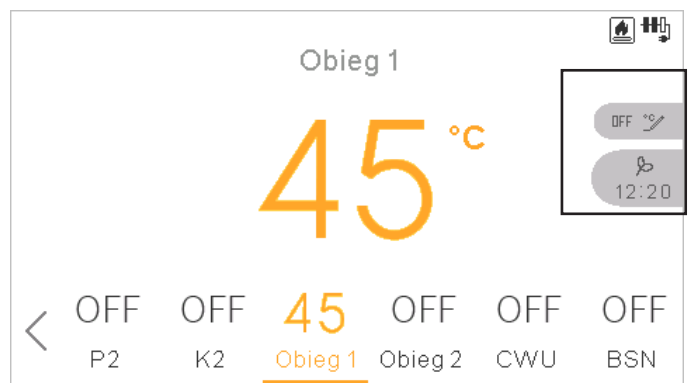 Obieg 1
45 °C
OFF °C
12:20
OFF OFF 45 OFF OFF OFF
P2 K2 Obieg 1 Obieg 2 CWU BSN